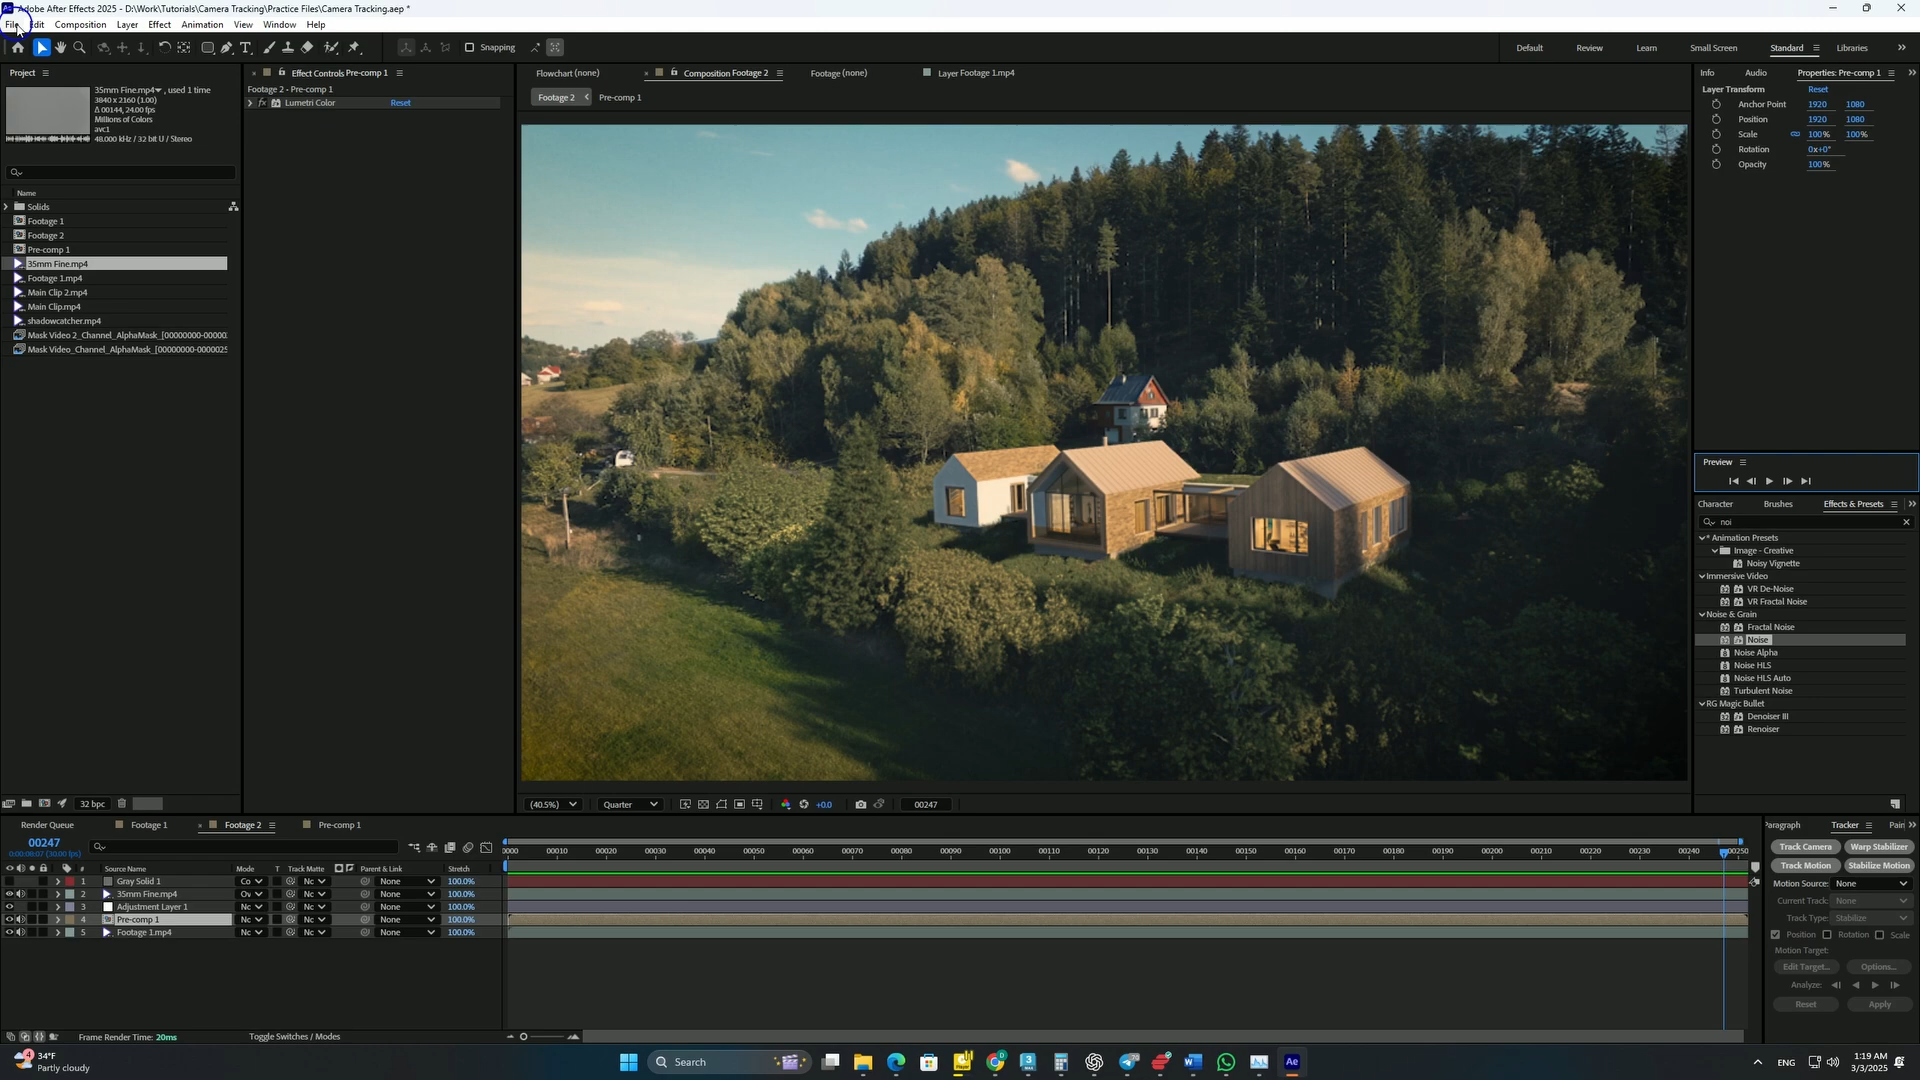 Adobe After Effects 2025 - D:\Work\Tutorials\Camera Tracking\Practice Files\Camera Tracking.aep *
File Edit Composition Layer Effect Animation View Window Help
Snapping
Default Review Learn Small Screen Standard Libraries
Project
35mm Fine.mp4, used 1 time
3840 x 2160 (1.00)
Δ 00144, 24.00 fps
Millions of Colors
avc1
48.000 kHz / 32 bit U / Stereo
Name
Solids
Footage 1
Footage 2
Pre-comp 1
35mm Fine.mp4
Footage 1.mp4
Main Clip 2.mp4
Main Clip.mp4
shadowcatcher.mp4
Mask Video 2_Channel_AlphaMask_[00000000-00000
Mask Video_Channel_AlphaMask_[00000000-0000025
32 bpc
Effect Controls Pre-comp 1
Footage 2 - Pre-comp 1
fx Lumetri Color Reset
Flowchart (none) Composition Footage 2 Footage (none) Layer Footage 1.mp4
Footage 2 Pre-comp 1
(40.5%) Quarter +0.0 00247
Info Audio Properties: Pre-comp 1
Layer Transform Reset
Anchor Point 1920 1080
Position 1920 1080
Scale 100% 100%
Rotation 0x+0°
Opacity 100%
Preview
Character Brushes Effects & Presets
noi
* Animation Presets
Image - Creative
Noisy Vignette
Immersive Video
VR De-Noise
VR Fractal Noise
Noise & Grain
Fractal Noise
Noise
Noise Alpha
Noise HLS
Noise HLS Auto
Turbulent Noise
RG Magic Bullet
Denoiser III
Renoiser
Render Queue Footage 1 Footage 2 Pre-comp 1
00247
0:00:08:07 (30.00 fps)
# Source Name Mode T Track Matte Parent & Link Stretch
1 Gray Solid 1 Co Nc None 100.0%
2 35mm Fine.mp4 Ov Nc None 100.0%
3 Adjustment Layer 1 Nc Nc None 100.0%
4 Pre-comp 1 Nc Nc None 100.0%
5 Footage 1.mp4 Nc Nc None 100.0%
0000 00010 00020 00030 00040 00050 00060 00070 00080 00090 00100 00110 00120 00130 00140 00150 00160 00170 00180 00190 00200 00210 00220 00230 00240 00250
Frame Render Time: 20ms Toggle Switches / Modes
Paragraph Tracker Pain
Track Camera Warp Stabilizer
Track Motion Stabilize Motion
Motion Source: None
Current Track: None
Track Type: Stabilize
Position Rotation Scale
Motion Target:
Edit Target... Options...
Analyze:
Reset Apply
34°F
Partly cloudy
Search
ENG
1:19 AM
3/3/2025